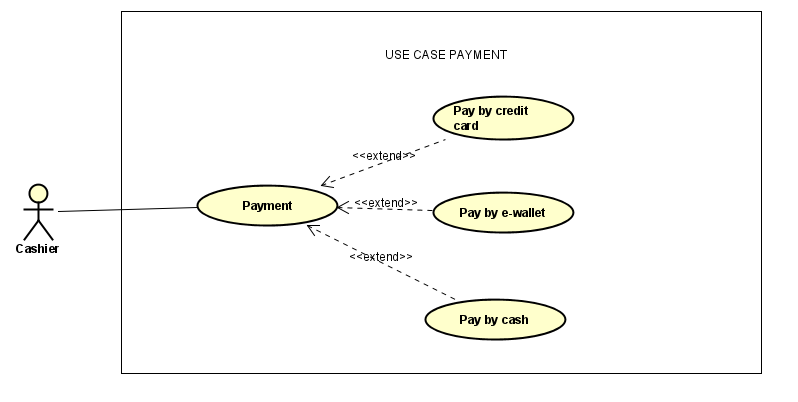 USE CASE PAYMENT
Pay by credit
card
<<extend>>
Payment
<<extend>>
Pay by e-wallet
Cashier
<<extend>>
Pay by cash